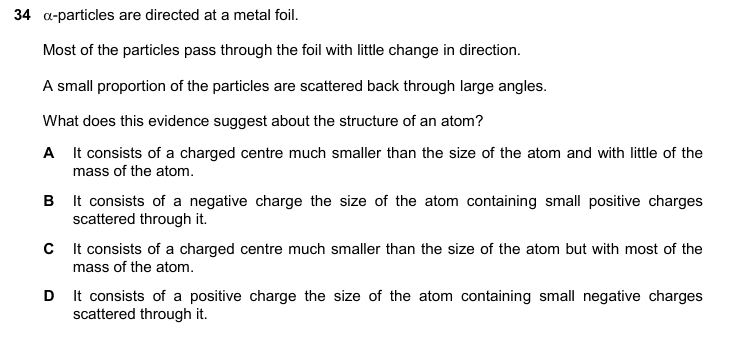 34 α-particles are directed at a metal foil.
Most of the particles pass through the foil with little change in direction.
A small proportion of the particles are scattered back through large angles.
What does this evidence suggest about the structure of an atom?
A It consists of a charged centre much smaller than the size of the atom and with little of the
mass of the atom.
B It consists of a negative charge the size of the atom containing small positive charges
scattered through it.
C It consists of a charged centre much smaller than the size of the atom but with most of the
mass of the atom.
D It consists of a positive charge the size of the atom containing small negative charges
scattered through it.